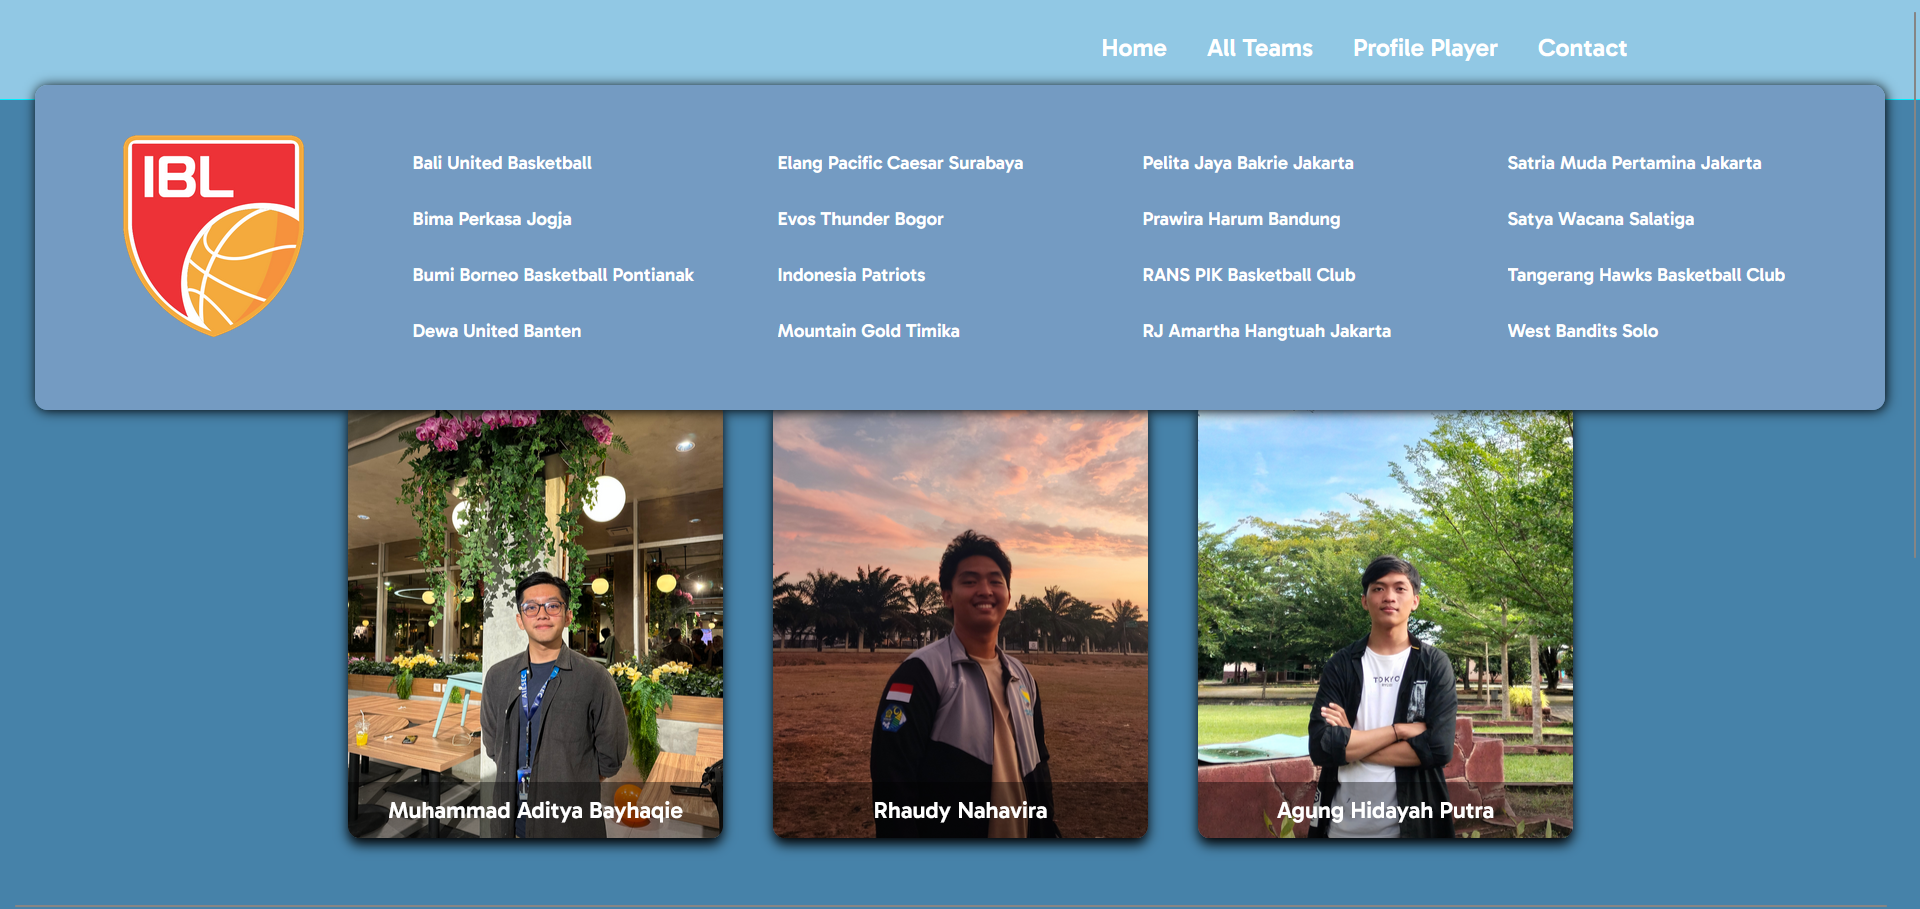 Home All Teams Profile Player Contact
IBL
Bali United Basketball
Bima Perkasa Jogja
Bumi Borneo Basketball Pontianak
Dewa United Banten
Elang Pacific Caesar Surabaya
Evos Thunder Bogor
Indonesia Patriots
Mountain Gold Timika
Pelita Jaya Bakrie Jakarta
Prawira Harum Bandung
RANS PIK Basketball Club
RJ Amartha Hangtuah Jakarta
Satria Muda Pertamina Jakarta
Satya Wacana Salatiga
Tangerang Hawks Basketball Club
West Bandits Solo
AIESEC
TOKYO
Muhammad Aditya Bayhaqie
Rhaudy Nahavira
Agung Hidayah Putra